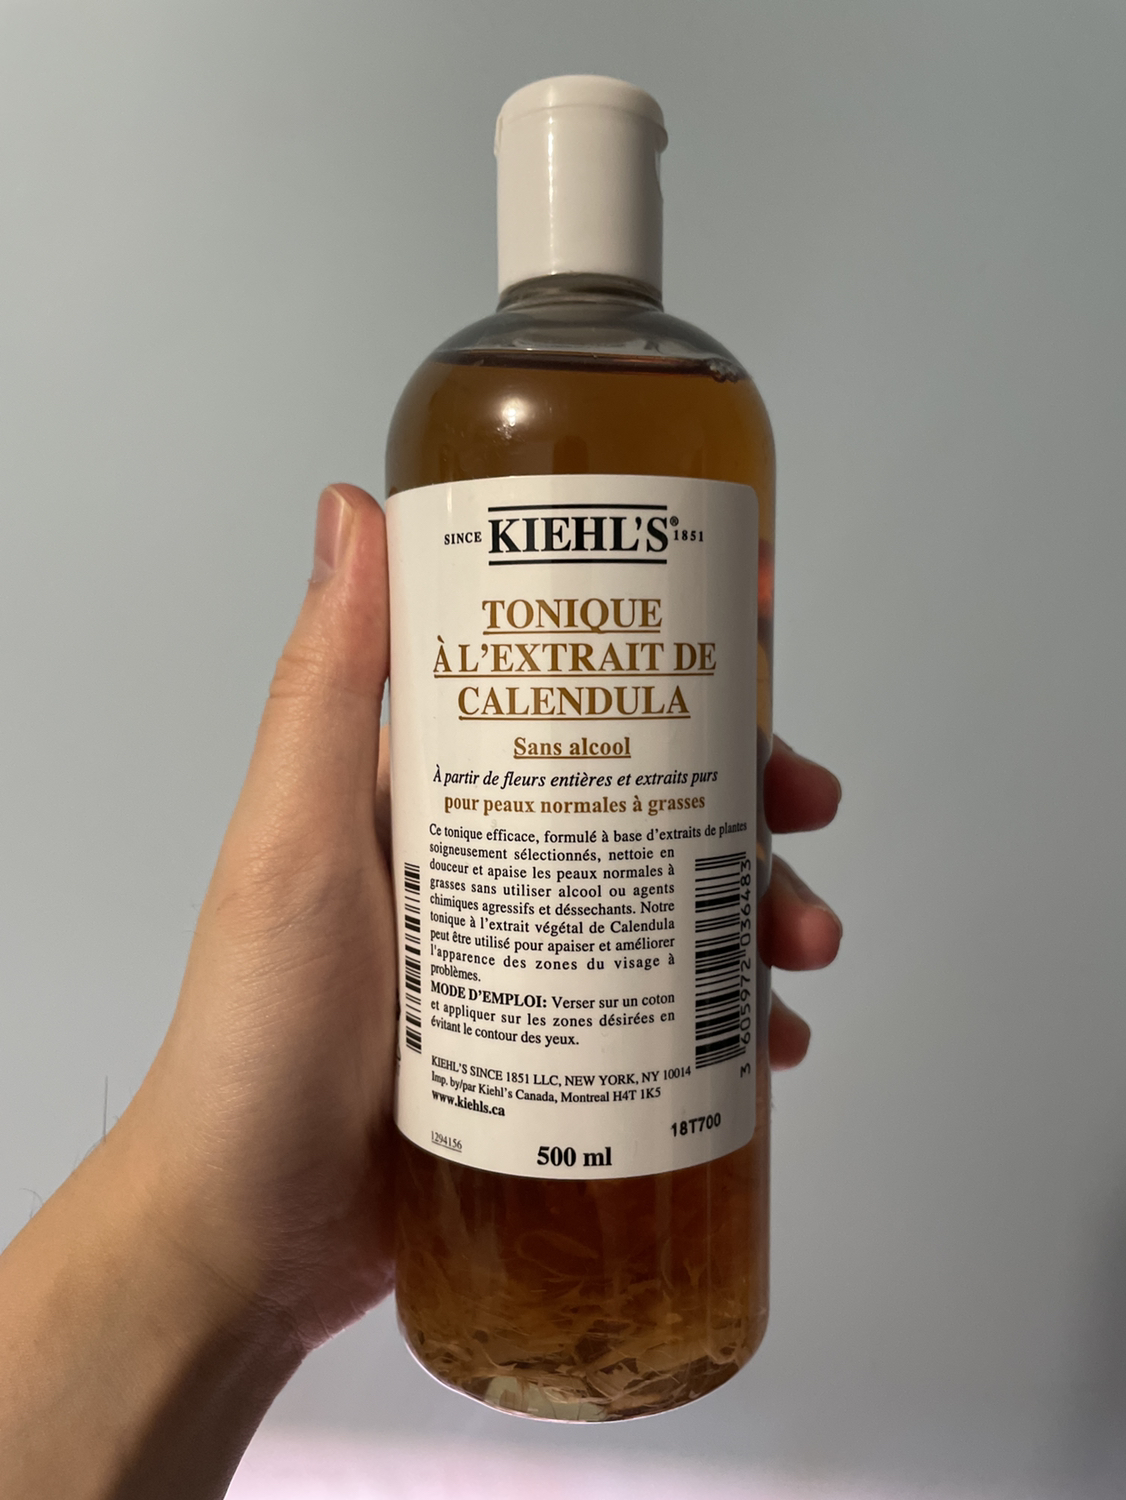 SINCE KIEHL'S® 1851
TONIQUE
À L'EXTRAIT DE
CALENDULA
Sans alcool
À partir de fleurs entières et extraits purs
pour peaux normales à grasses
Ce tonique efficace, formulé à base d'extraits de plantes
soigneusement sélectionnés, nettoie en
douceur et apaise les peaux normales à
grasses sans utiliser alcool ou agents
chimiques agressifs et déssechants. Notre
tonique à l'extrait végétal de Calendula
peut être utilisé pour apaiser et améliorer
l'apparence des zones du visage à
problèmes.
MODE D'EMPLOI: Verser sur un coton
et appliquer sur les zones désirées en
évitant le contour des yeux.
KIEHL'S SINCE 1851 LLC, NEW YORK, NY 10014
Imp. by/par Kiehl's Canada, Montreal H4T 1K5
www.kiehls.ca
3 605972 036483
1294156
18T700
500 ml